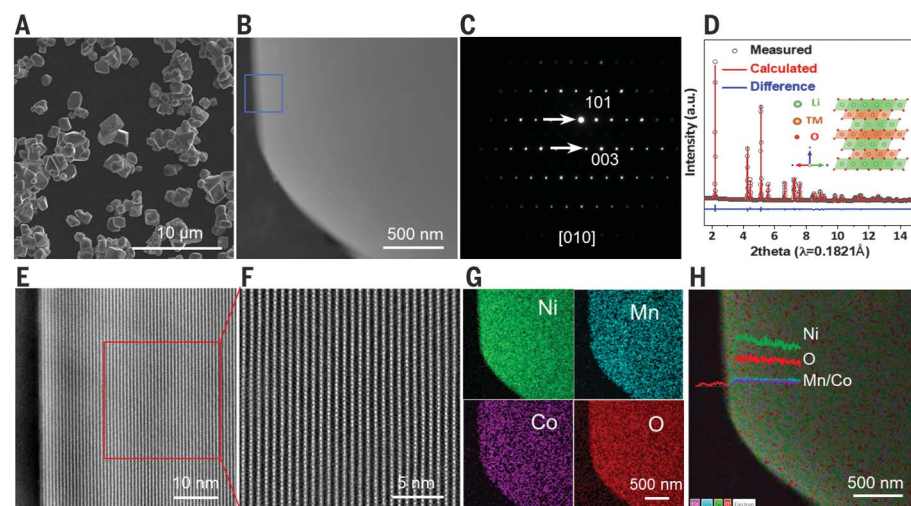 A
10 µm
B
500 nm
C
101
003
[010]
D
Measured
Calculated
Difference
Li
TM
O
Intensity (a.u.)
2 4 6 8 10 12 14
2theta (λ=0.1821Å)
E
10 nm
F
5 nm
G
Ni
Mn
Co
O
500 nm
H
Ni
O
Mn/Co
500 nm